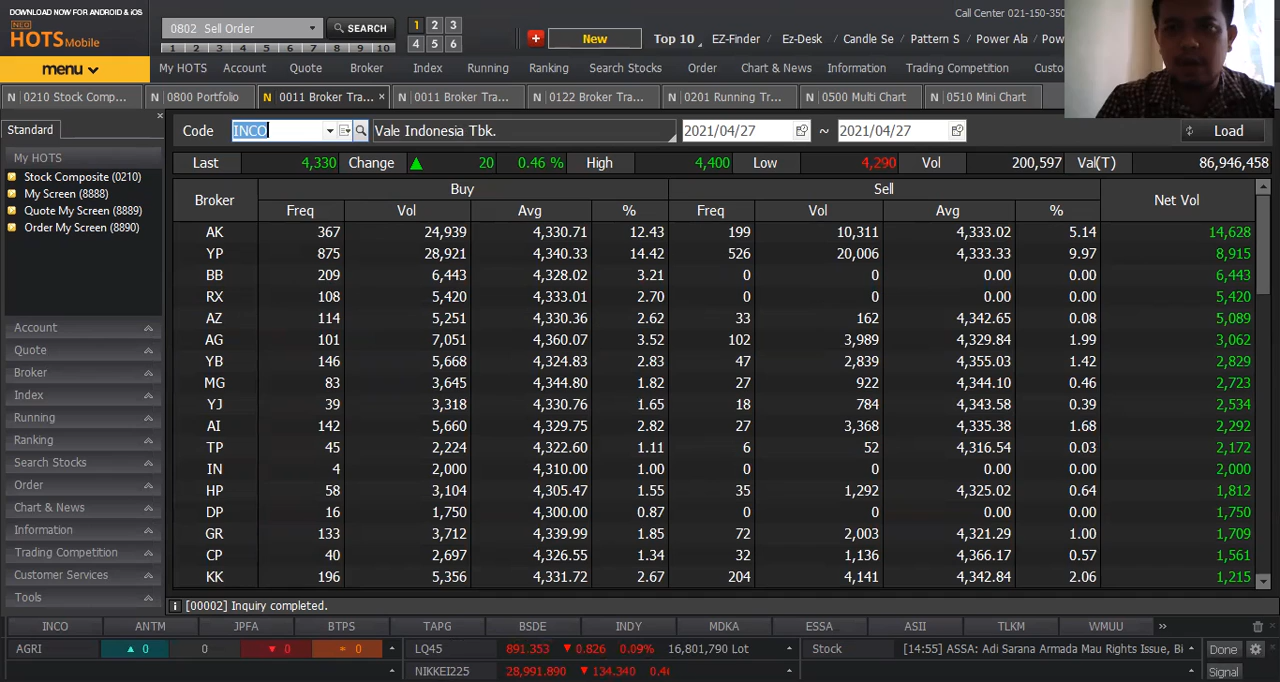 DOWNLOAD NOW FOR ANDROID & iOS
NEO
HOTS Mobile
menu
0802 Sell Order
SEARCH
1 2 3 4 5 6 7 8 9 10
1 2 3
4 5 6
New
Call Center 021-150-350
Top 10 EZ-Finder / Ez-Desk / Candle Se / Pattern S / Power Ala / Pow
My HOTS Account Quote Broker Index Running Ranking Search Stocks Order Chart & News Information Trading Competition Custo
N 0210 Stock Comp... N 0800 Portfolio N 0011 Broker Tra... × N 0011 Broker Tra... N 0122 Broker Tran... N 0201 Running Tr... N 0500 Multi Chart N 0510 Mini Chart
Standard
My HOTS
Stock Composite (0210)
My Screen (8888)
Quote My Screen (8889)
Order My Screen (8890)
Account
Quote
Broker
Index
Running
Ranking
Search Stocks
Order
Chart & News
Information
Trading Competition
Customer Services
Tools
Code INCO Vale Indonesia Tbk. 2021/04/27 ~ 2021/04/27 Load
Last 4,330 Change ▲ 20 0.46 % High 4,400 Low 4,290 Vol 200,597 Val(T) 86,946,458
Broker Buy Sell Net Vol
Freq Vol Avg % Freq Vol Avg %
AK 367 24,939 4,330.71 12.43 199 10,311 4,333.02 5.14 14,628
YP 875 28,921 4,340.33 14.42 526 20,006 4,333.33 9.97 8,915
BB 209 6,443 4,328.02 3.21 0 0 0.00 0.00 6,443
RX 108 5,420 4,333.01 2.70 0 0 0.00 0.00 5,420
AZ 114 5,251 4,330.36 2.62 33 162 4,342.65 0.08 5,089
AG 101 7,051 4,360.07 3.52 102 3,989 4,329.84 1.99 3,062
YB 146 5,668 4,324.83 2.83 47 2,839 4,355.03 1.42 2,829
MG 83 3,645 4,344.80 1.82 27 922 4,344.10 0.46 2,723
YJ 39 3,318 4,330.76 1.65 18 784 4,343.58 0.39 2,534
AI 142 5,660 4,329.75 2.82 27 3,368 4,335.38 1.68 2,292
TP 45 2,224 4,322.60 1.11 6 52 4,316.54 0.03 2,172
IN 4 2,000 4,310.00 1.00 0 0 0.00 0.00 2,000
HP 58 3,104 4,305.47 1.55 35 1,292 4,325.02 0.64 1,812
DP 16 1,750 4,300.00 0.87 0 0 0.00 0.00 1,750
GR 133 3,712 4,339.99 1.85 72 2,003 4,321.29 1.00 1,709
CP 40 2,697 4,326.55 1.34 32 1,136 4,366.17 0.57 1,561
KK 196 5,356 4,331.72 2.67 204 4,141 4,342.84 2.06 1,215
[00002] Inquiry completed.
INCO ANTM JPFA BTPS TAPG BSDE INDY MDKA ESSA ASII TLKM WMUU »
AGRI ▲ 0 0 ▼ 0 = 0 LQ45 891.353 ▼ 0.826 0.09% 16,801,790 Lot Stock [14:55] ASSA: Adi Sarana Armada Mau Rights Issue, Bi Done
NIKKEI225 28,991.890 ▼ 134.340 Signal